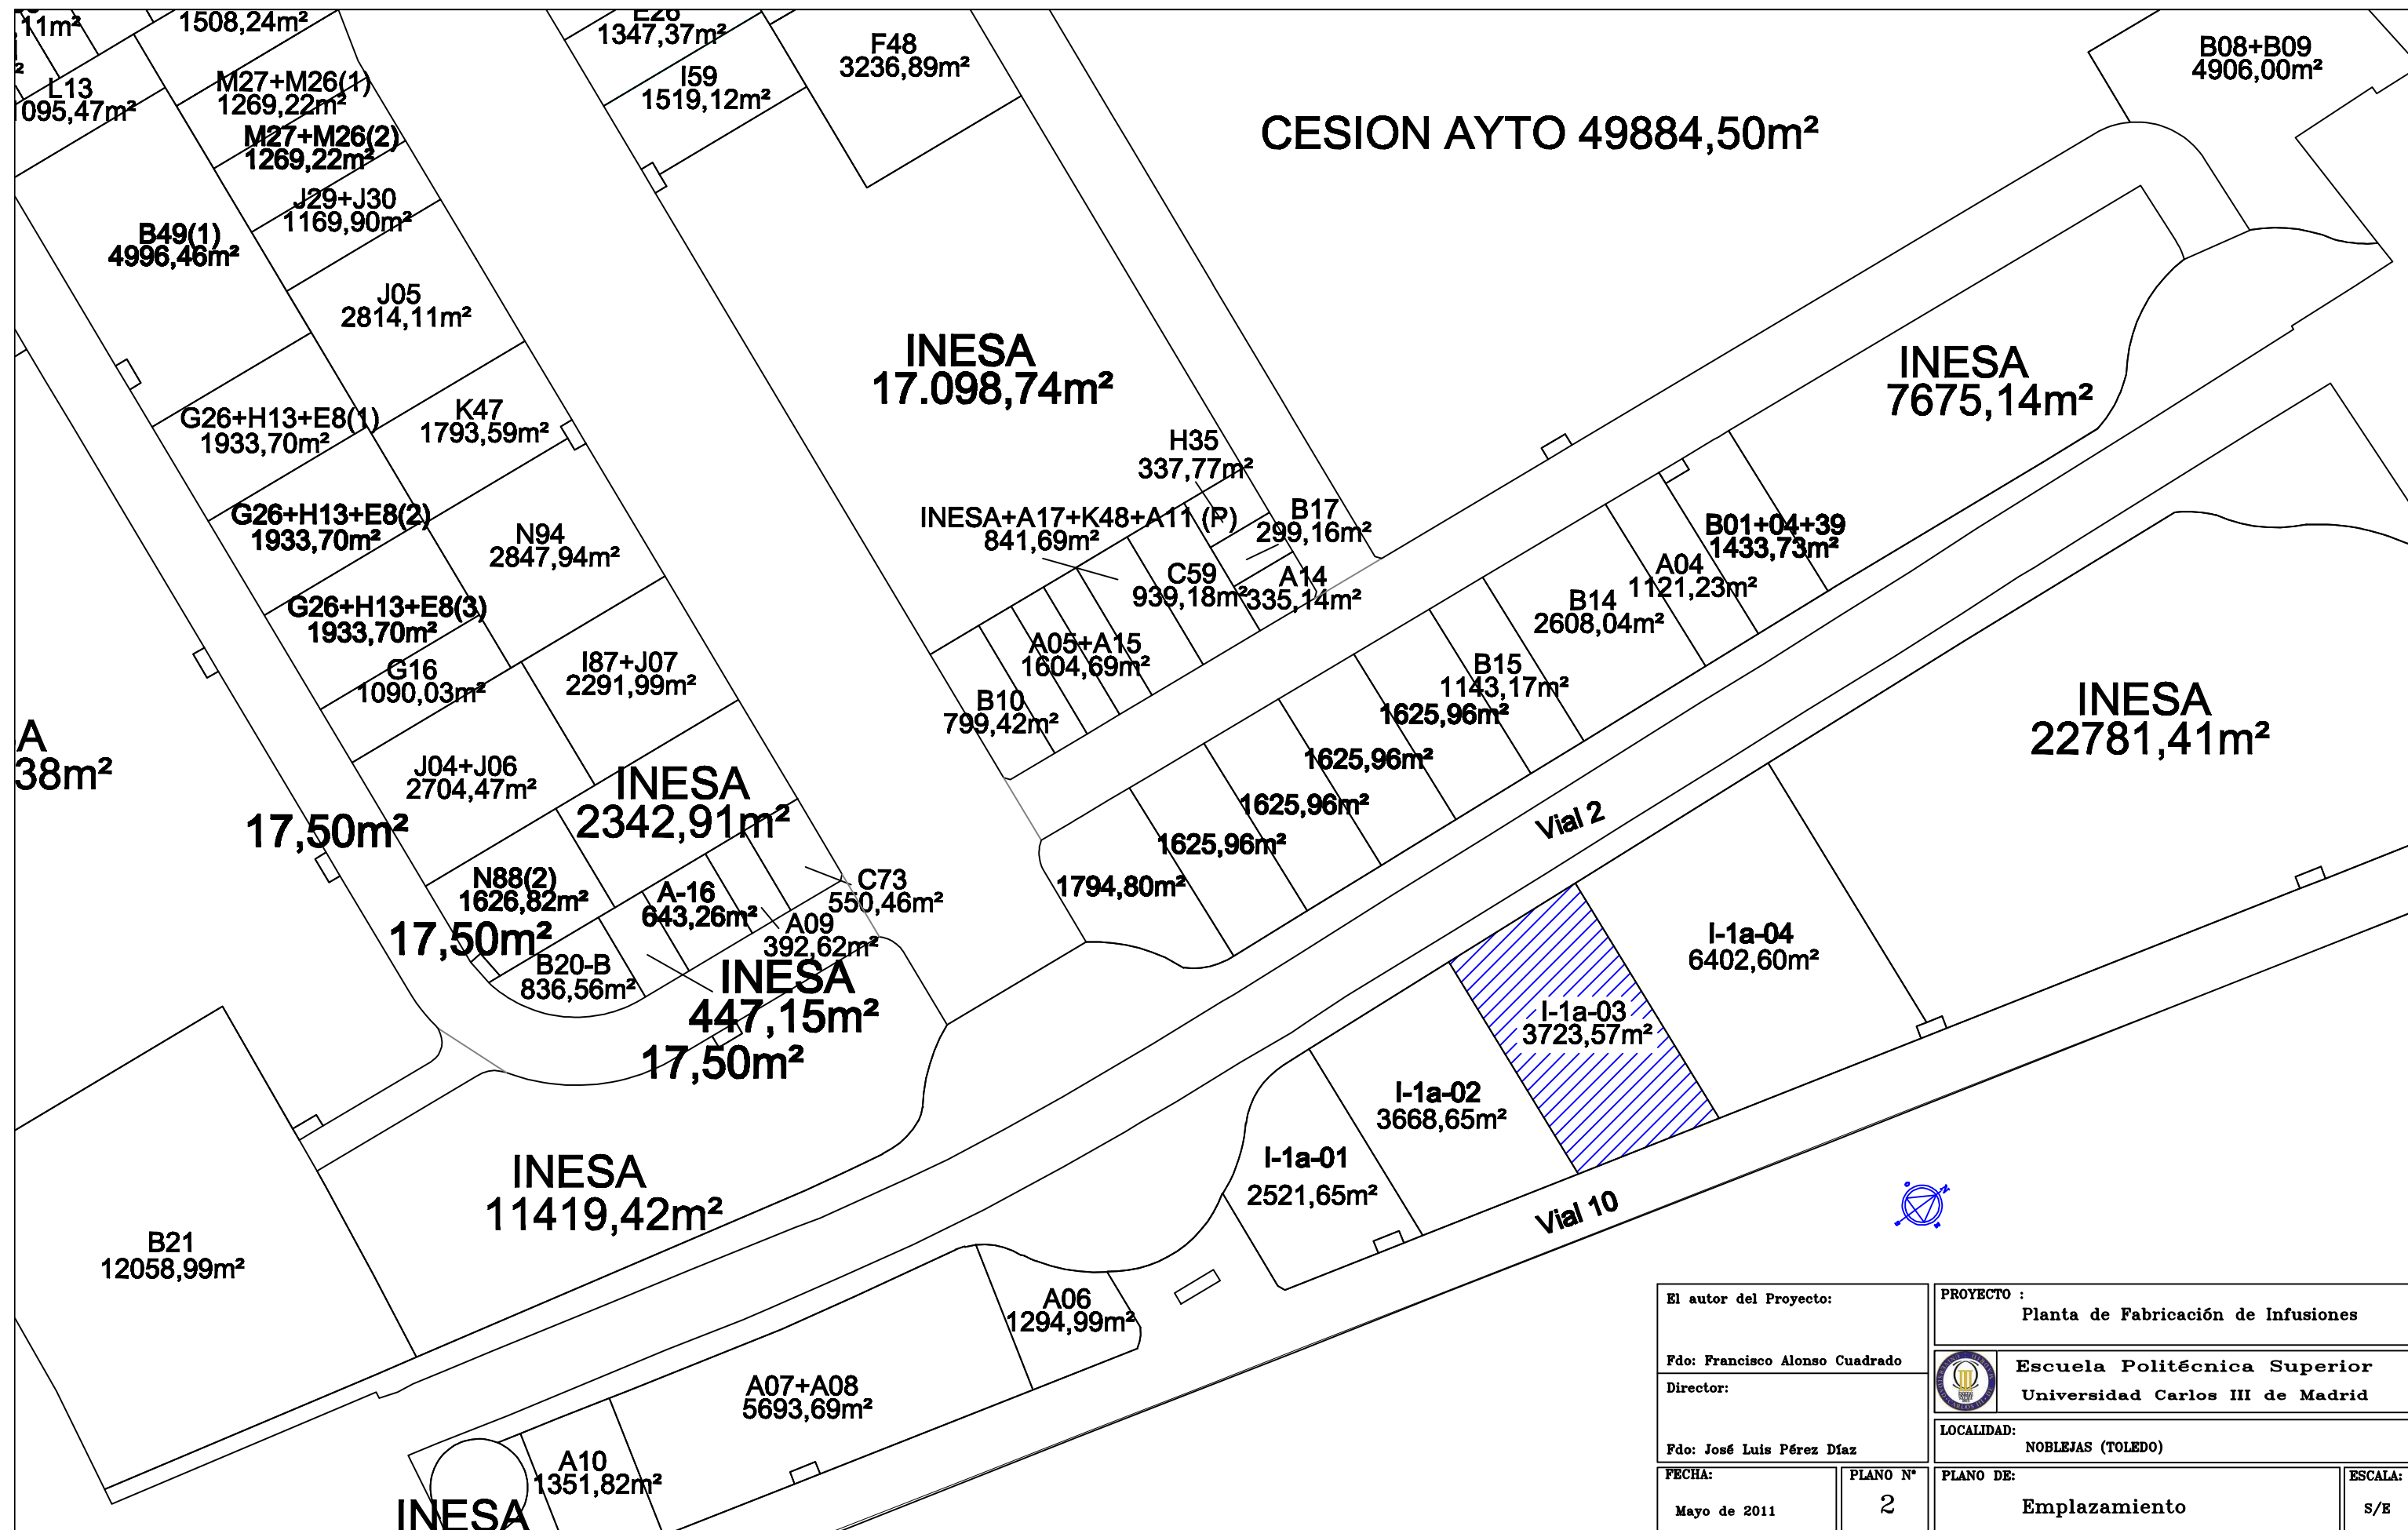 11m²
1508,24m²
E26
1347,37m²
F48
3236,89m²
B08+B09
4906,00m²
L13
095,47m²
M27+M26(1)
1269,22m²
I59
1519,12m²
CESION AYTO 49884,50m²
M27+M26(2)
1269,22m²
J29+J30
1169,90m²
B49(1)
4996,46m²
J05
2814,11m²
INESA
17.098,74m²
INESA
7675,14m²
G26+H13+E8(1)
1933,70m²
K47
1793,59m²
H35
337,77m²
G26+H13+E8(2)
1933,70m²
N94
2847,94m²
INESA+A17+K48+A11 (P)
841,69m²
B17
299,16m²
B01+04+39
1433,73m²
C59
939,18m²
A14
335,14m²
A04
1121,23m²
B14
2608,04m²
G26+H13+E8(3)
1933,70m²
G16
1090,03m²
I87+J07
2291,99m²
A05+A15
1604,69m²
B15
1143,17m²
B10
799,42m²
1625,96m²
INESA
22781,41m²
A
38m²
J04+J06
2704,47m²
INESA
2342,91m²
1625,96m²
1625,96m²
17,50m²
1625,96m²
Vial 2
N88(2)
1626,82m²
A-16
643,26m²
C73
550,46m²
1794,80m²
17,50m²
A09
392,62m²
B20-B
836,56m²
INESA
447,15m²
17,50m²
I-1a-04
6402,60m²
I-1a-03
3723,57m²
I-1a-02
3668,65m²
I-1a-01
2521,65m²
Vial 10
INESA
11419,42m²
B21
12058,99m²
A06
1294,99m²
A07+A08
5693,69m²
A10
1351,82m²
INESA
El autor del Proyecto:
Fdo: Francisco Alonso Cuadrado
Director:
Fdo: José Luis Pérez Díaz
FECHA:
Mayo de 2011
PLANO Nº
2
PROYECTO :
Planta de Fabricación de Infusiones
Escuela Politécnica Superior
Universidad Carlos III de Madrid
LOCALIDAD:
NOBLEJAS (TOLEDO)
PLANO DE:
Emplazamiento
ESCALA:
S/E